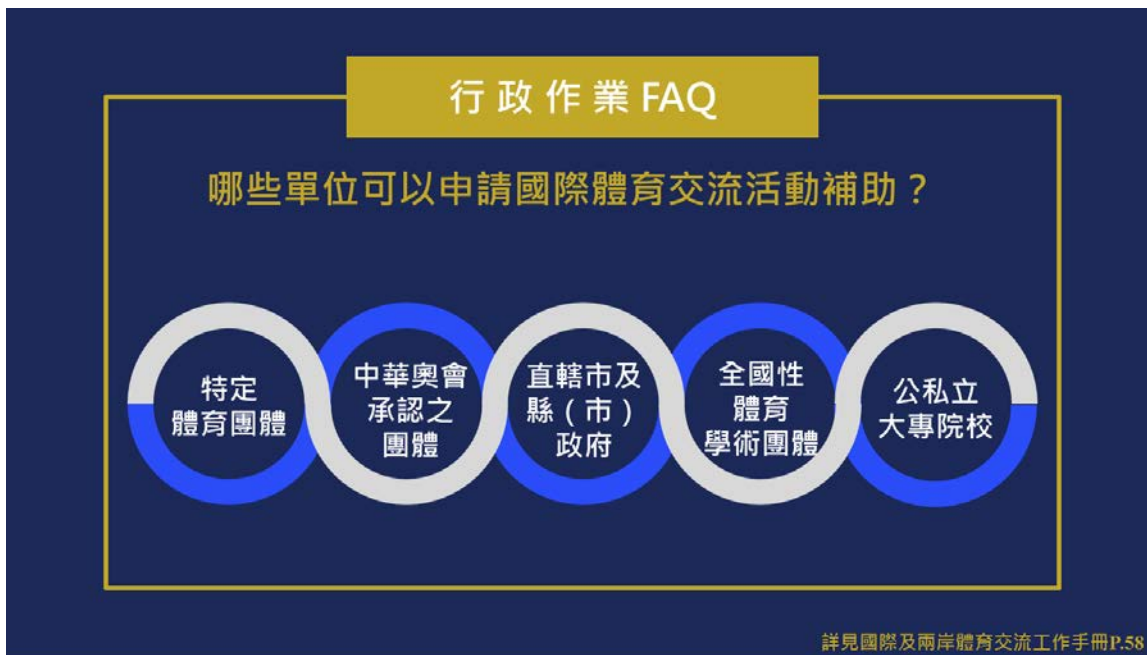 行政作業FAQ
哪些單位可以申請國際體育交流活動補助？
特定
體育團體
中華奧會
承認之
團體
直轄市及
縣（市）
政府
全國性
體育
學術團體
公私立
大專院校
詳見國際及兩岸體育交流工作手冊P.58